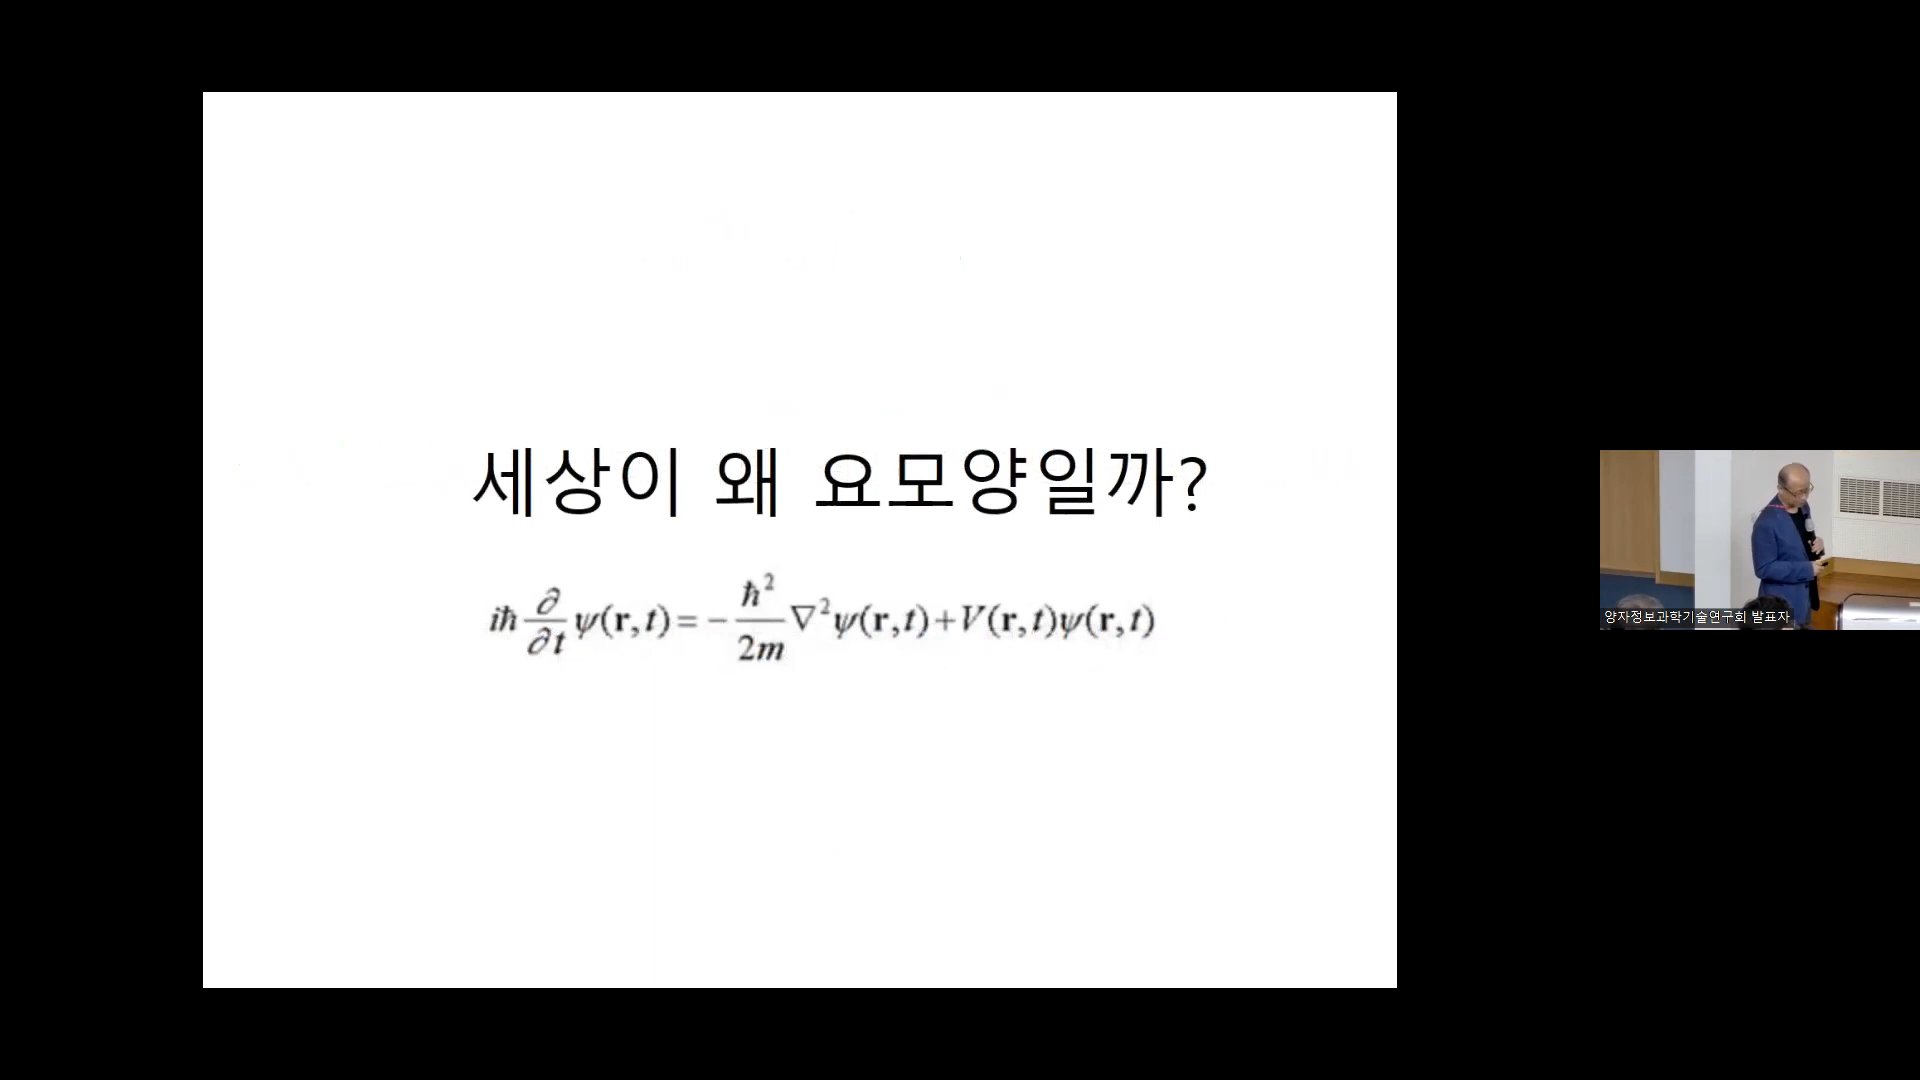 세상이 왜 요모양일까?
iħ ∂/∂t ψ(r,t) = − ħ²/2m ∇²ψ(r,t) + V(r,t)ψ(r,t)
양자정보과학기술연구회 발표자